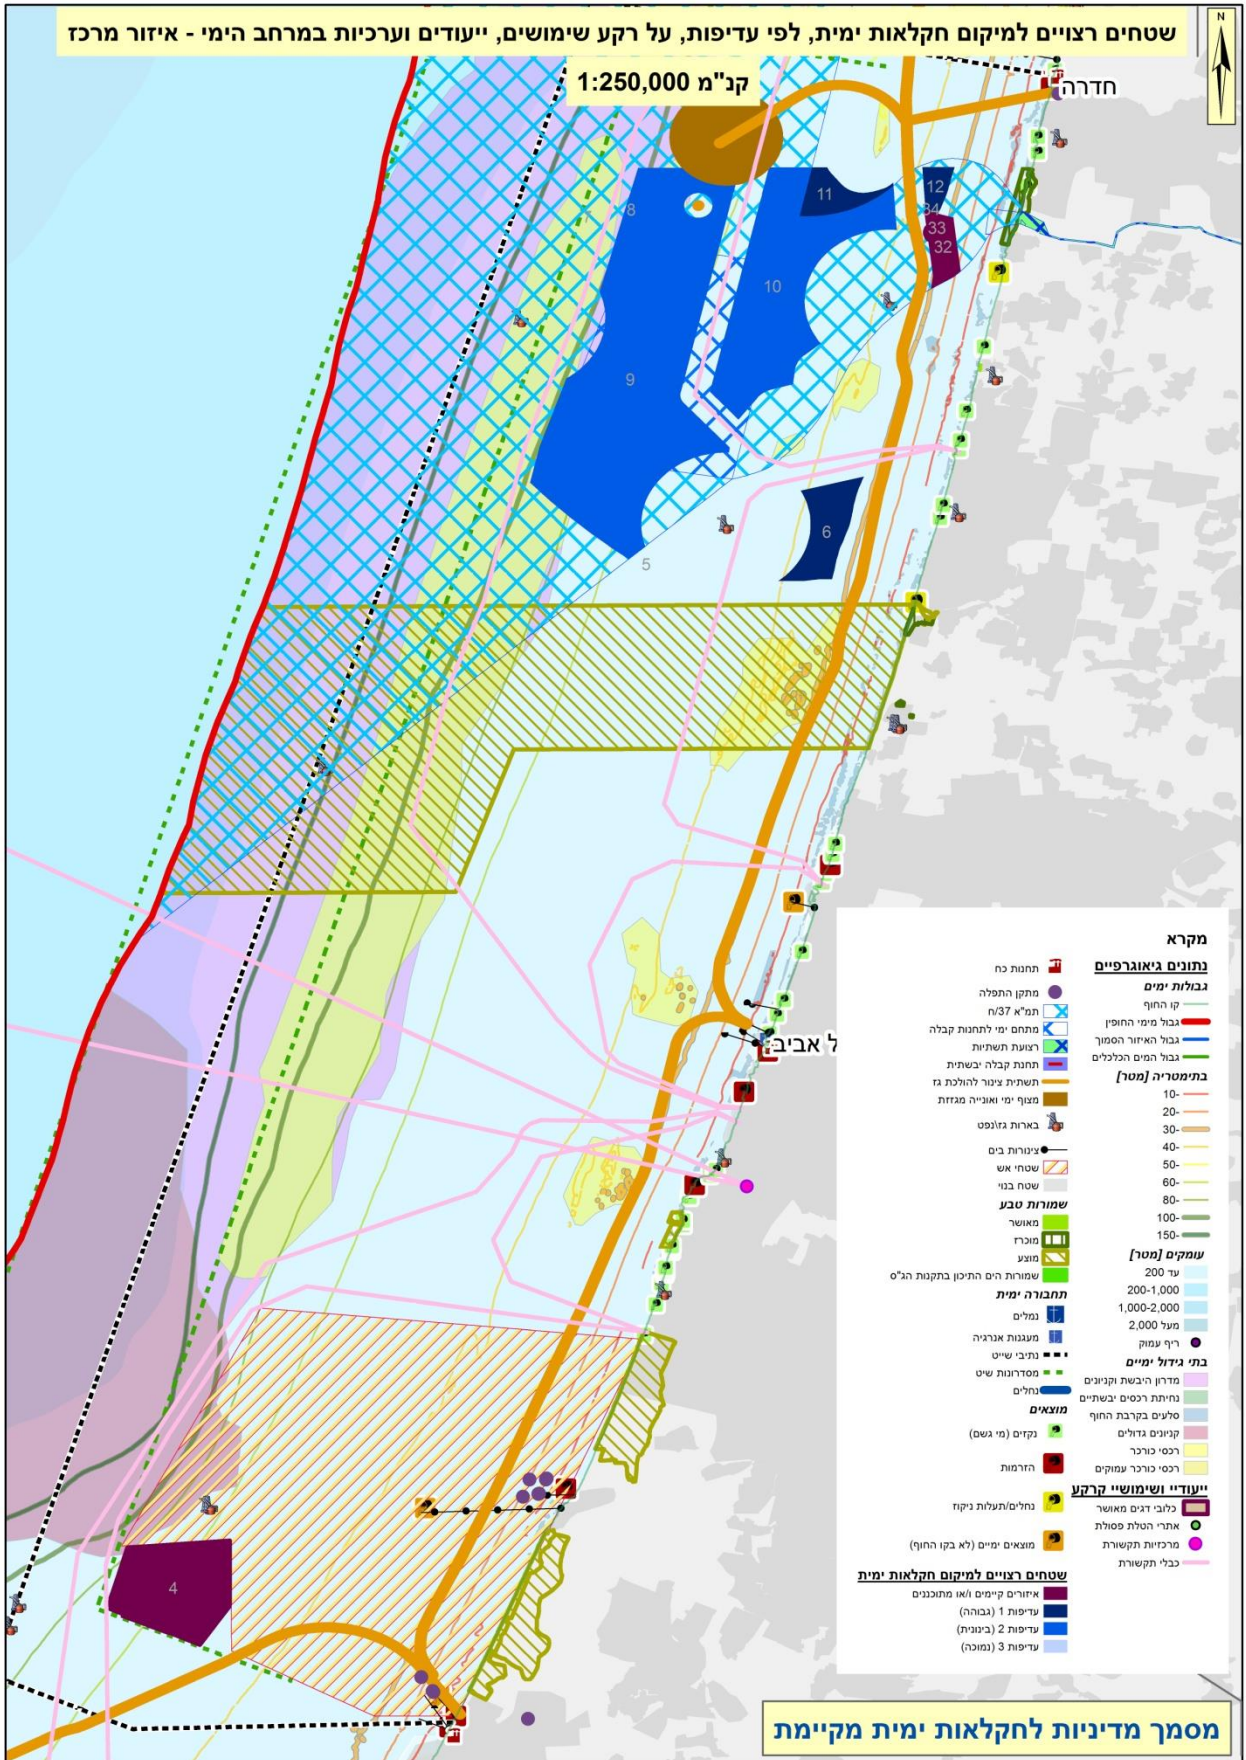 שטחים רצויים למיקום חקלאות ימית, לפי עדיפות, על רקע שימושים, ייעודים וערכיות במרחב הימי - איזור מרכז
קנ"מ 1:250,000
N
חדרה
11
12
8
34
33
32
10
9
6
5
ל אביב
4
מקרא
נתונים גיאוגרפיים
גבולות ימים
קו החוף
גבול מימי החופין
גבול האיזור הסמוך
גבול המים הכלכלים
בתימטריה [מטר]
10-
20-
30-
40-
50-
60-
80-
100-
150-
עומקים [מטר]
עד 200
200-1,000
1,000-2,000
מעל 2,000
ריף עמוק
בתי גידול ימיים
מדרון היבשת וקניונים
נחיתת רכסים יבשתיים
סלעים בקרבת החוף
קניונים גדולים
רכסי כורכר
רכסי כורכר עמוקים
ייעודיי ושימושיי קרקע
כלובי דגים מאושר
אתרי הטלת פסולת
מרכזיות תקשורת
כבלי תקשורת
תחנות כח
מתקן התפלה
תמ"א 37/ח
מתחם ימי לתחנות קבלה
רצועת תשתיות
תחנת קבלה יבשתית
תשתית צינור להולכת גז
מצוף ימי ואונייה מגזזת
בארות גז\נפט
צינורות בים
שטחי אש
שטח בנוי
שמורות טבע
מאושר
מוכרז
מוצע
שמורות הים התיכון בתקנות הג"ס
תחבורה ימית
נמלים
מעגנות אנרגיה
נתיבי שייט
מסדרונות שיט
נחלים
מוצאים
נקזים (מי גשם)
הזרמות
נחלים/תעלות ניקוז
מוצאים ימיים (לא בקו החוף)
שטחים רצויים למיקום חקלאות ימית
איזורים קיימים ו/או מתוכננים
עדיפות 1 (גבוהה)
עדיפות 2 (בינונית)
עדיפות 3 (נמוכה)
מסמך מדיניות לחקלאות ימית מקיימת